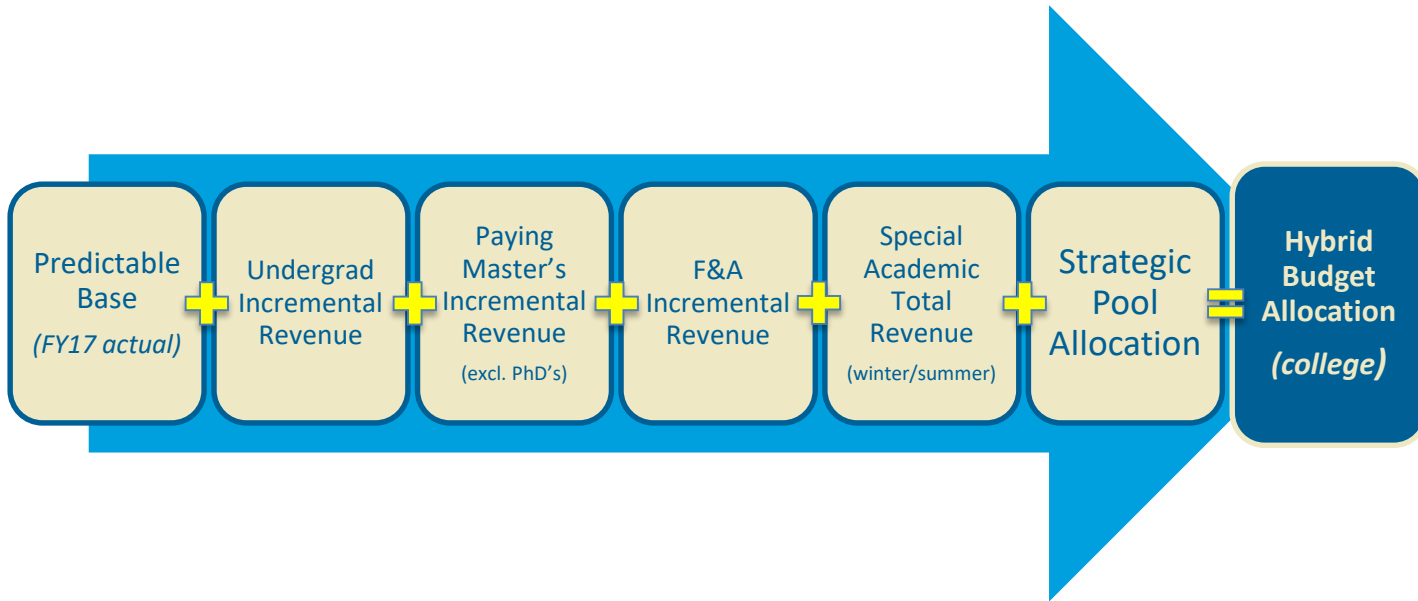 Predictable
Base
(FY17 actual)
Undergrad
Incremental
Revenue
Paying
Master’s
Incremental
Revenue
(excl. PhD’s)
F&A
Incremental
Revenue
Special
Academic
Total
Revenue
(winter/summer)
Strategic
Pool
Allocation
Hybrid
Budget
Allocation
(college)